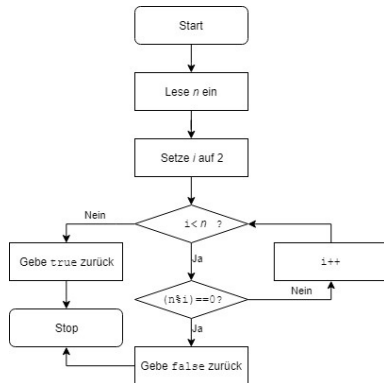 Start
Lese n ein
Setze i auf 2
i<n ?
Nein
Ja
Gebe true zurück
i++
(n%i)==0?
Nein
Ja
Stop
Gebe false zurück